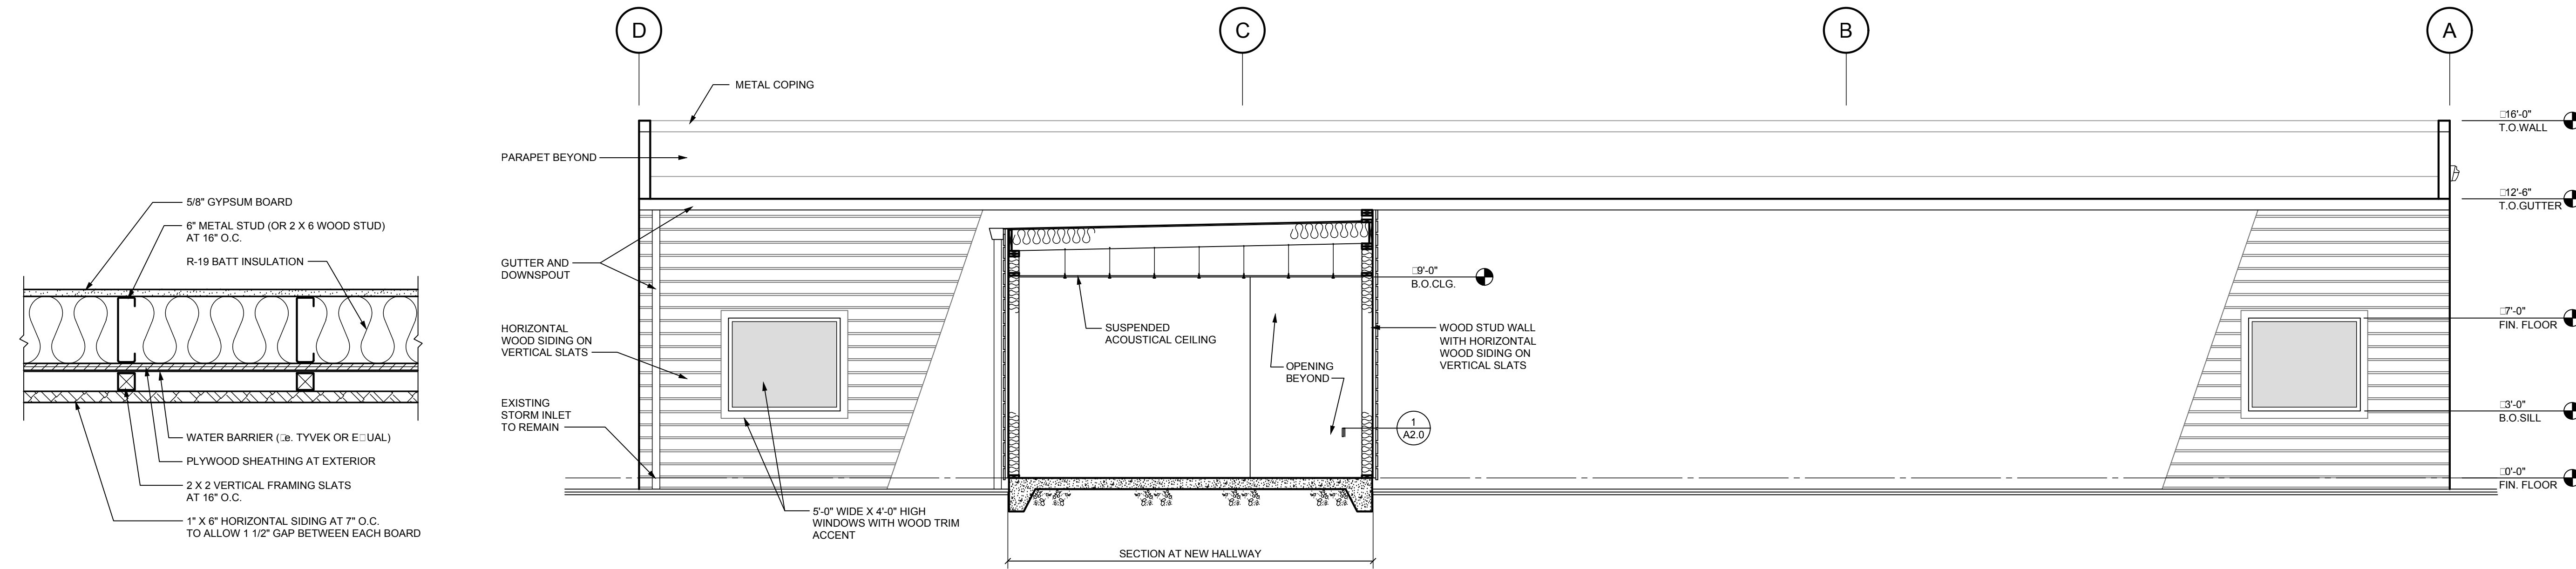 D
C
B
A
METAL COPING
PARAPET BEYOND
GUTTER AND
DOWNSPOUT
HORIZONTAL
WOOD SIDING ON
VERTICAL SLATS
EXISTING
STORM INLET
TO REMAIN
5/8" GYPSUM BOARD
6" METAL STUD (OR 2 X 6 WOOD STUD)
AT 16" O.C.
R-19 BATT INSULATION
WATER BARRIER (□e. TYVEK OR E□UAL)
PLYWOOD SHEATHING AT EXTERIOR
2 X 2 VERTICAL FRAMING SLATS
AT 16" O.C.
1" X 6" HORIZONTAL SIDING AT 7" O.C.
TO ALLOW 1 1/2" GAP BETWEEN EACH BOARD
5'-0" WIDE X 4'-0" HIGH
WINDOWS WITH WOOD TRIM
ACCENT
SUSPENDED
ACOUSTICAL CEILING
OPENING
BEYOND
□9'-0"
B.O.CLG.
WOOD STUD WALL
WITH HORIZONTAL
WOOD SIDING ON
VERTICAL SLATS
1
A2.0
SECTION AT NEW HALLWAY
□16'-0"
T.O.WALL
□12'-6"
T.O.GUTTER
□7'-0"
FIN. FLOOR
□3'-0"
B.O.SILL
□0'-0"
FIN. FLOOR